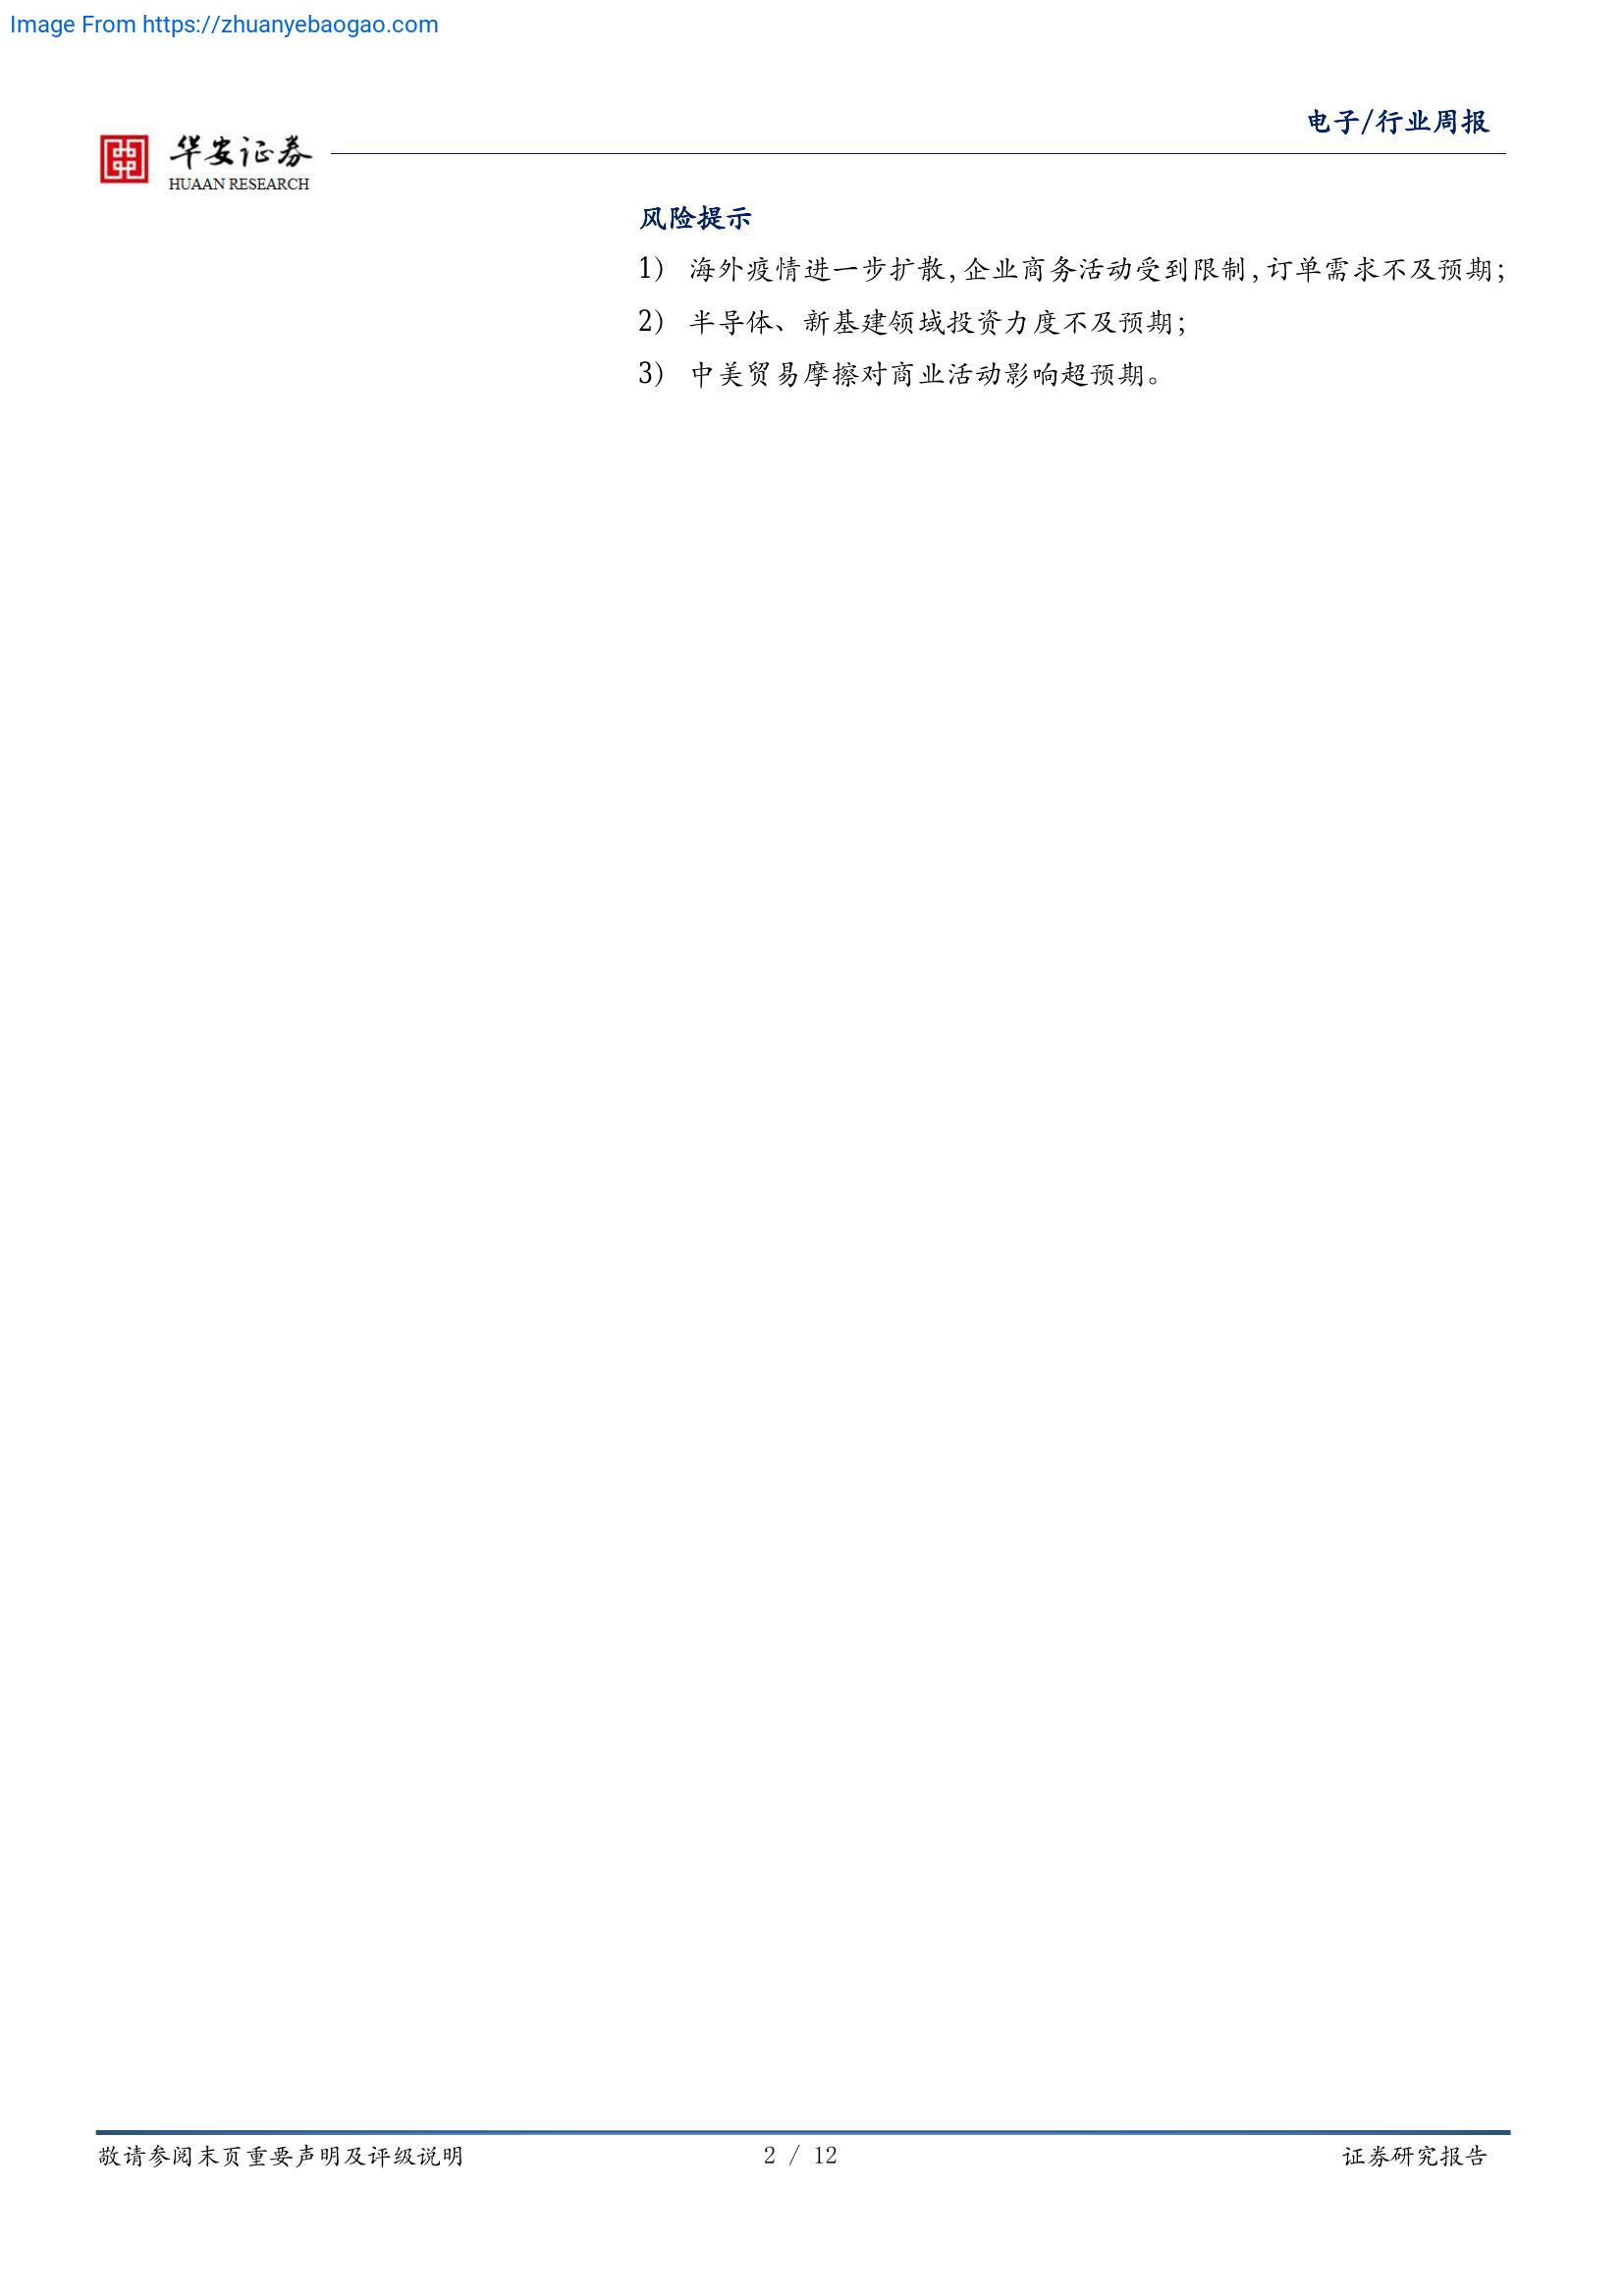 Image From https://zhuanyebaogao.com
电子/行业周报
华安证券
HUAAN RESEARCH
风险提示
1) 海外疫情进一步扩散,企业商务活动受到限制,订单需求不及预期;
2) 半导体、新基建领域投资力度不及预期;
3) 中美贸易摩擦对商业活动影响超预期。
敬请参阅末页重要声明及评级说明 2 / 12 证券研究报告